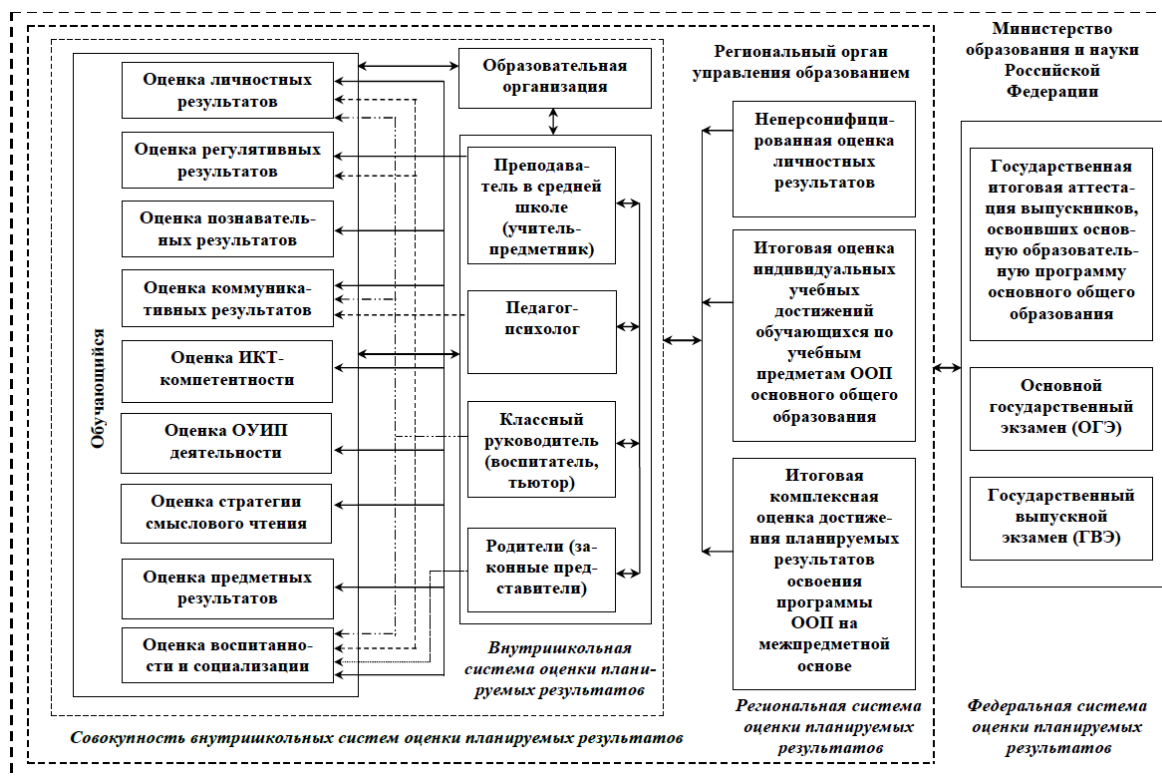 Обучающийся
Оценка личностных
результатов
Оценка регулятивных
результатов
Оценка познаватель-
ных результатов
Оценка коммуника-
тивных результатов
Оценка ИКТ-
компетентности
Оценка ОУИП
деятельности
Оценка стратегии
смыслового чтения
Оценка предметных
результатов
Оценка воспитанно-
сти и социализации
Образовательная
организация
Преподава-
тель в средней
школе
(учитель-
предметник)
Педагог-
психолог
Классный
руководитель
(воспитатель,
тьютор)
Родители (за-
конные пред-
ставители)
Внутришкольная
система оценки плани-
руемых результатов
Совокупность внутришкольных систем оценки планируемых результатов
Региональный орган
управления образованием
Неперсонифици-
рованная оценка
личностных
результатов
Итоговая оценка
индивидуальных
учебных
достижений
обучающихся по
учебным
предметам ООП
основного общего
образования
Итоговая
комплексная
оценка достиже-
ния планируемых
результатов
освоения
программы
ООП на
межпредметной
основе
Региональная система
оценки планируемых
результатов
Министерство
образования и науки
Российской
Федерации
Государственная
итоговая аттеста-
ция выпускников,
освоивших основ-
ную образователь-
ную программу
основного общего
образования
Основной
государственный
экзамен (ОГЭ)
Государственный
выпускной
экзамен (ГВЭ)
Федеральная система
оценки планируемых
результатов